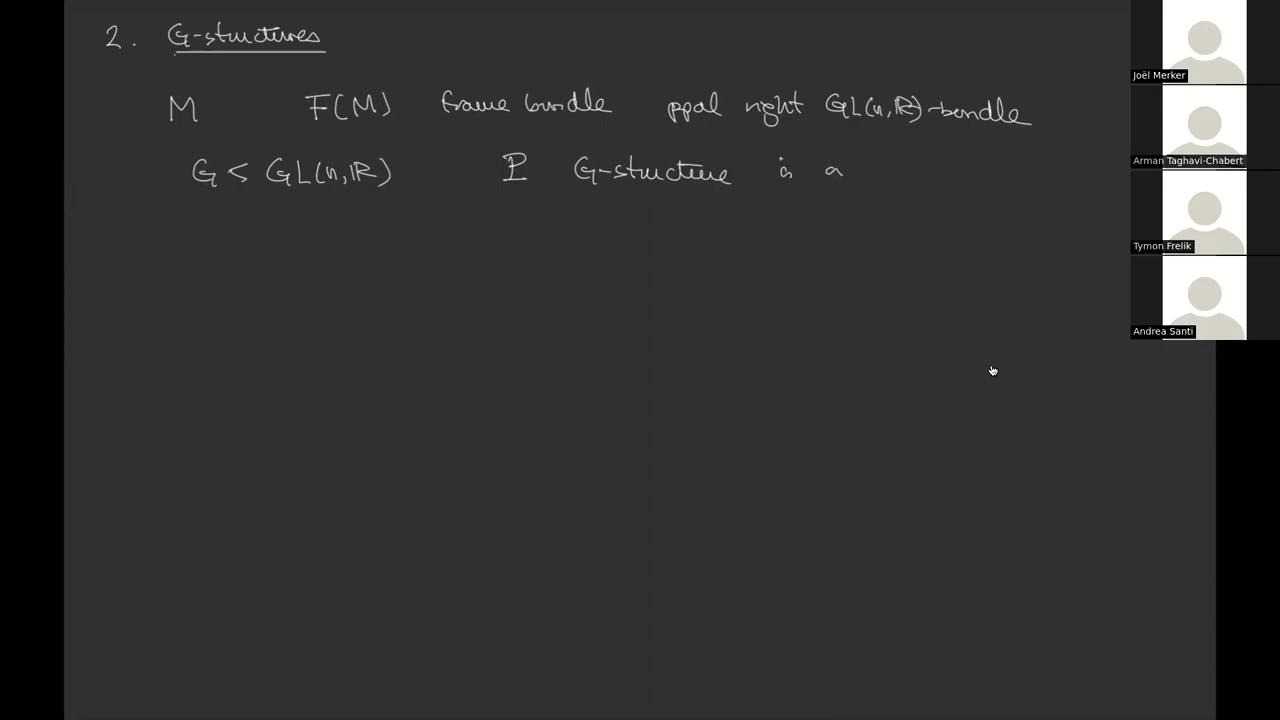 2. G-structures
M F(M) frame bundle ppal right GL(n,ℝ)-bundle
G < GL(n,ℝ) P G-structure is a
Joël Merker
Arman Taghavi-Chabert
Tymon Frelik
Andrea Santi